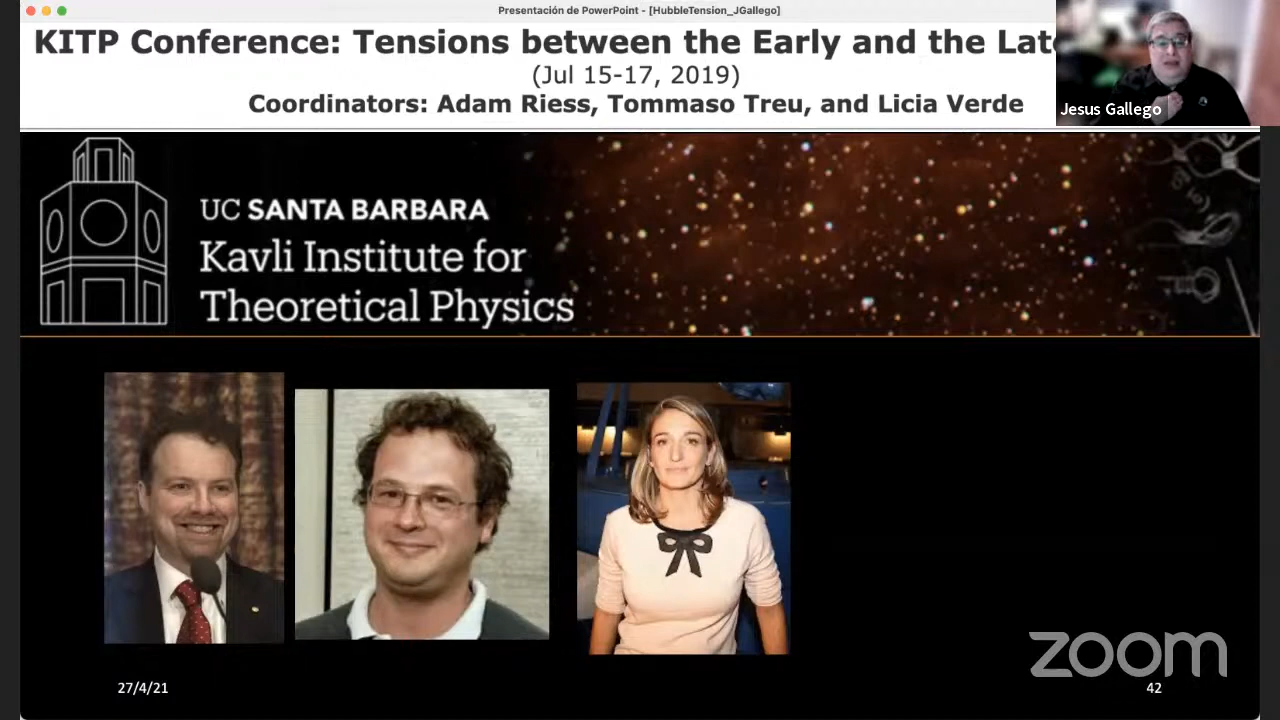 Presentación de PowerPoint - [HubbleTension_JGallego]
KITP Conference: Tensions between the Early and the Late
(Jul 15-17, 2019)
Coordinators: Adam Riess, Tommaso Treu, and Licia Verde
Jesus Gallego
UC SANTA BARBARA
Kavli Institute for
Theoretical Physics
zoom
27/4/21
42